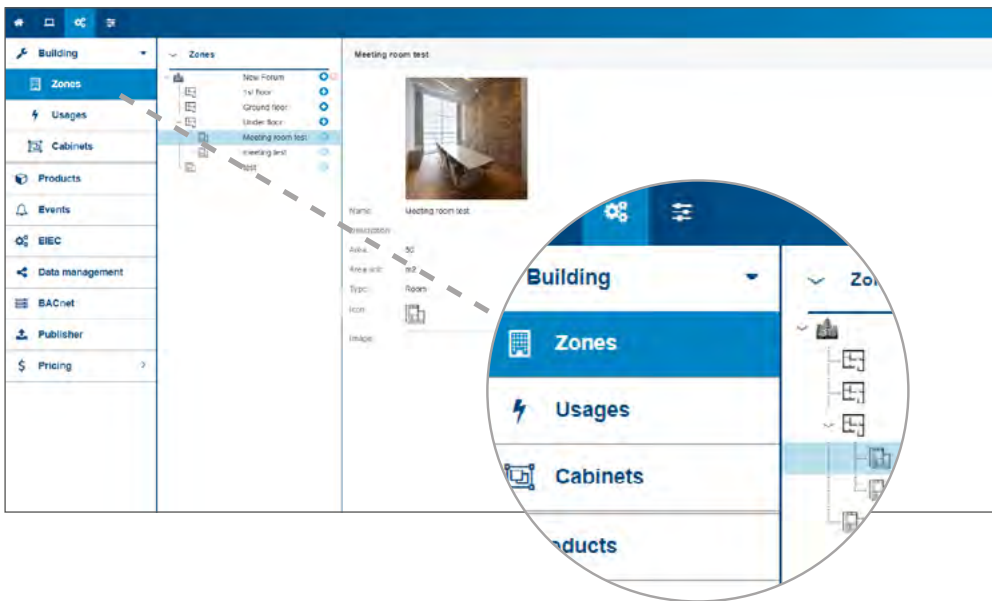 Building
Zones
Usages
Cabinets
Products
Events
EIEC
Data management
BACnet
Publisher
Pricing
Zones
New Forum
1st floor
Ground floor
Under floor
Meeting room test
meeting test
test
Meeting room test
Name:
Meeting room test
Description:
Area:
50
Area unit:
m2
Type:
Room
Icon:
Image:
Building
Zones
Usages
Cabinets
oducts
Zon